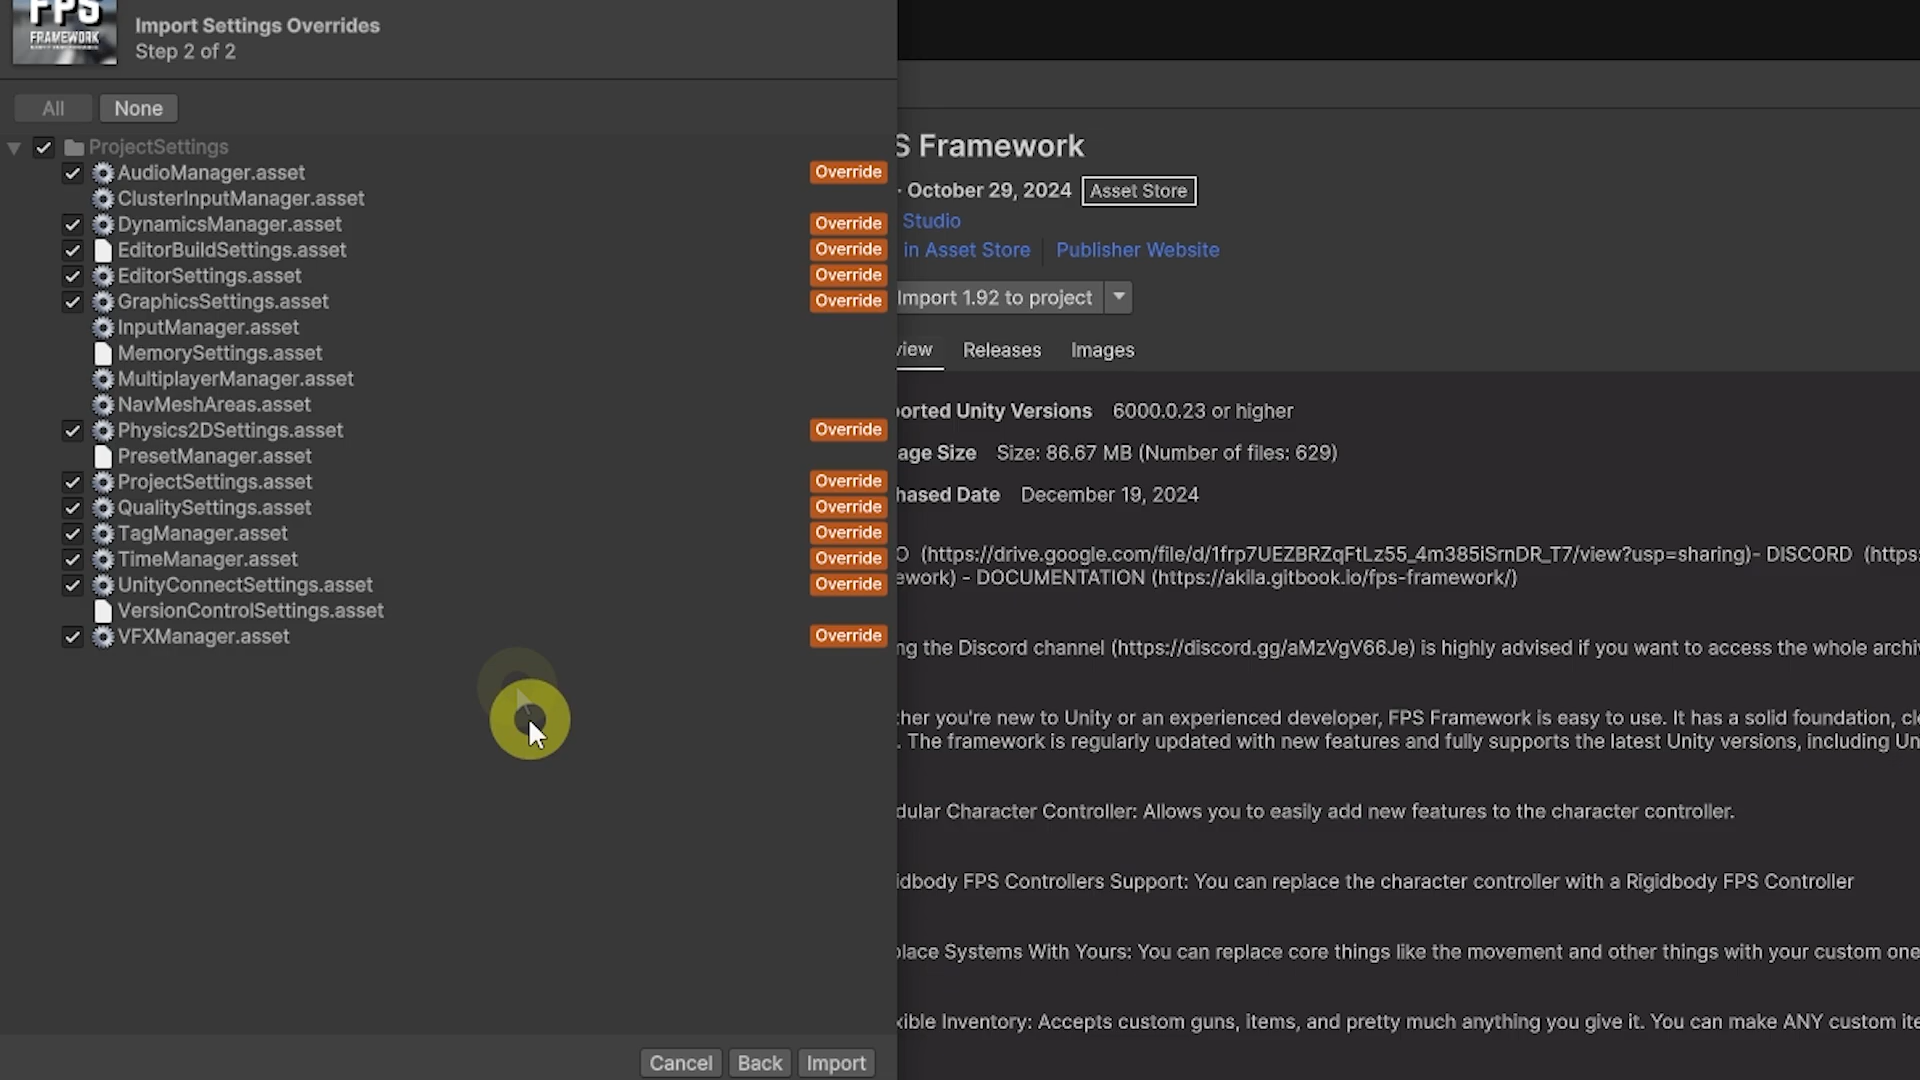 FPS
FRAMEWORK
Import Settings Overrides
Step 2 of 2
All
None
ProjectSettings
AudioManager.asset
Override
ClusterInputManager.asset
DynamicsManager.asset
Override
EditorBuildSettings.asset
Override
EditorSettings.asset
Override
GraphicsSettings.asset
Override
InputManager.asset
MemorySettings.asset
MultiplayerManager.asset
NavMeshAreas.asset
Physics2DSettings.asset
Override
PresetManager.asset
ProjectSettings.asset
Override
QualitySettings.asset
Override
TagManager.asset
Override
TimeManager.asset
Override
UnityConnectSettings.asset
Override
VersionControlSettings.asset
VFXManager.asset
Override
Cancel
Back
Import
S Framework
· October 29, 2024
Asset Store
Studio
in Asset Store
Publisher Website
Import 1.92 to project
view
Releases
Images
orted Unity Versions 6000.0.23 or higher
age Size Size: 86.67 MB (Number of files: 629)
hased Date December 19, 2024
O (https://drive.google.com/file/d/1frp7UEZBRZqFtLz55_4m385iSrnDR_T7/view?usp=sharing)- DISCORD (https:
ework) - DOCUMENTATION (https://akila.gitbook.io/fps-framework/)
ng the Discord channel (https://discord.gg/aMzVgV66Je) is highly advised if you want to access the whole archi
her you're new to Unity or an experienced developer, FPS Framework is easy to use. It has a solid foundation, cl
. The framework is regularly updated with new features and fully supports the latest Unity versions, including Un
dular Character Controller: Allows you to easily add new features to the character controller.
idbody FPS Controllers Support: You can replace the character controller with a Rigidbody FPS Controller
place Systems With Yours: You can replace core things like the movement and other things with your custom one
xible Inventory: Accepts custom guns, items, and pretty much anything you give it. You can make ANY custom ite